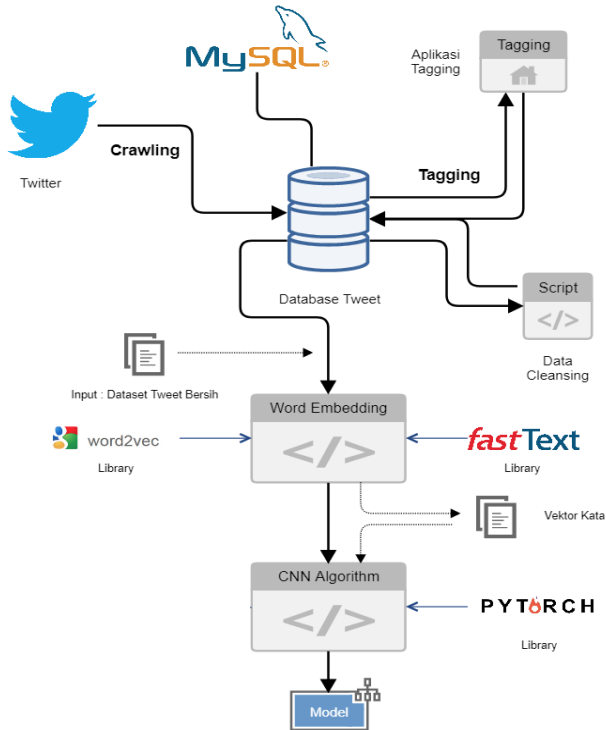 MySQL®
Tagging
Aplikasi
Tagging
Crawling
Tagging
Twitter
Database Tweet
Script
</>
Data
Cleansing
Input : Dataset Tweet Bersih
Word Embedding
</>
word2vec
Library
fastText
Library
Vektor Kata
CNN Algorithm
</>
PYTORCH
Library
Model